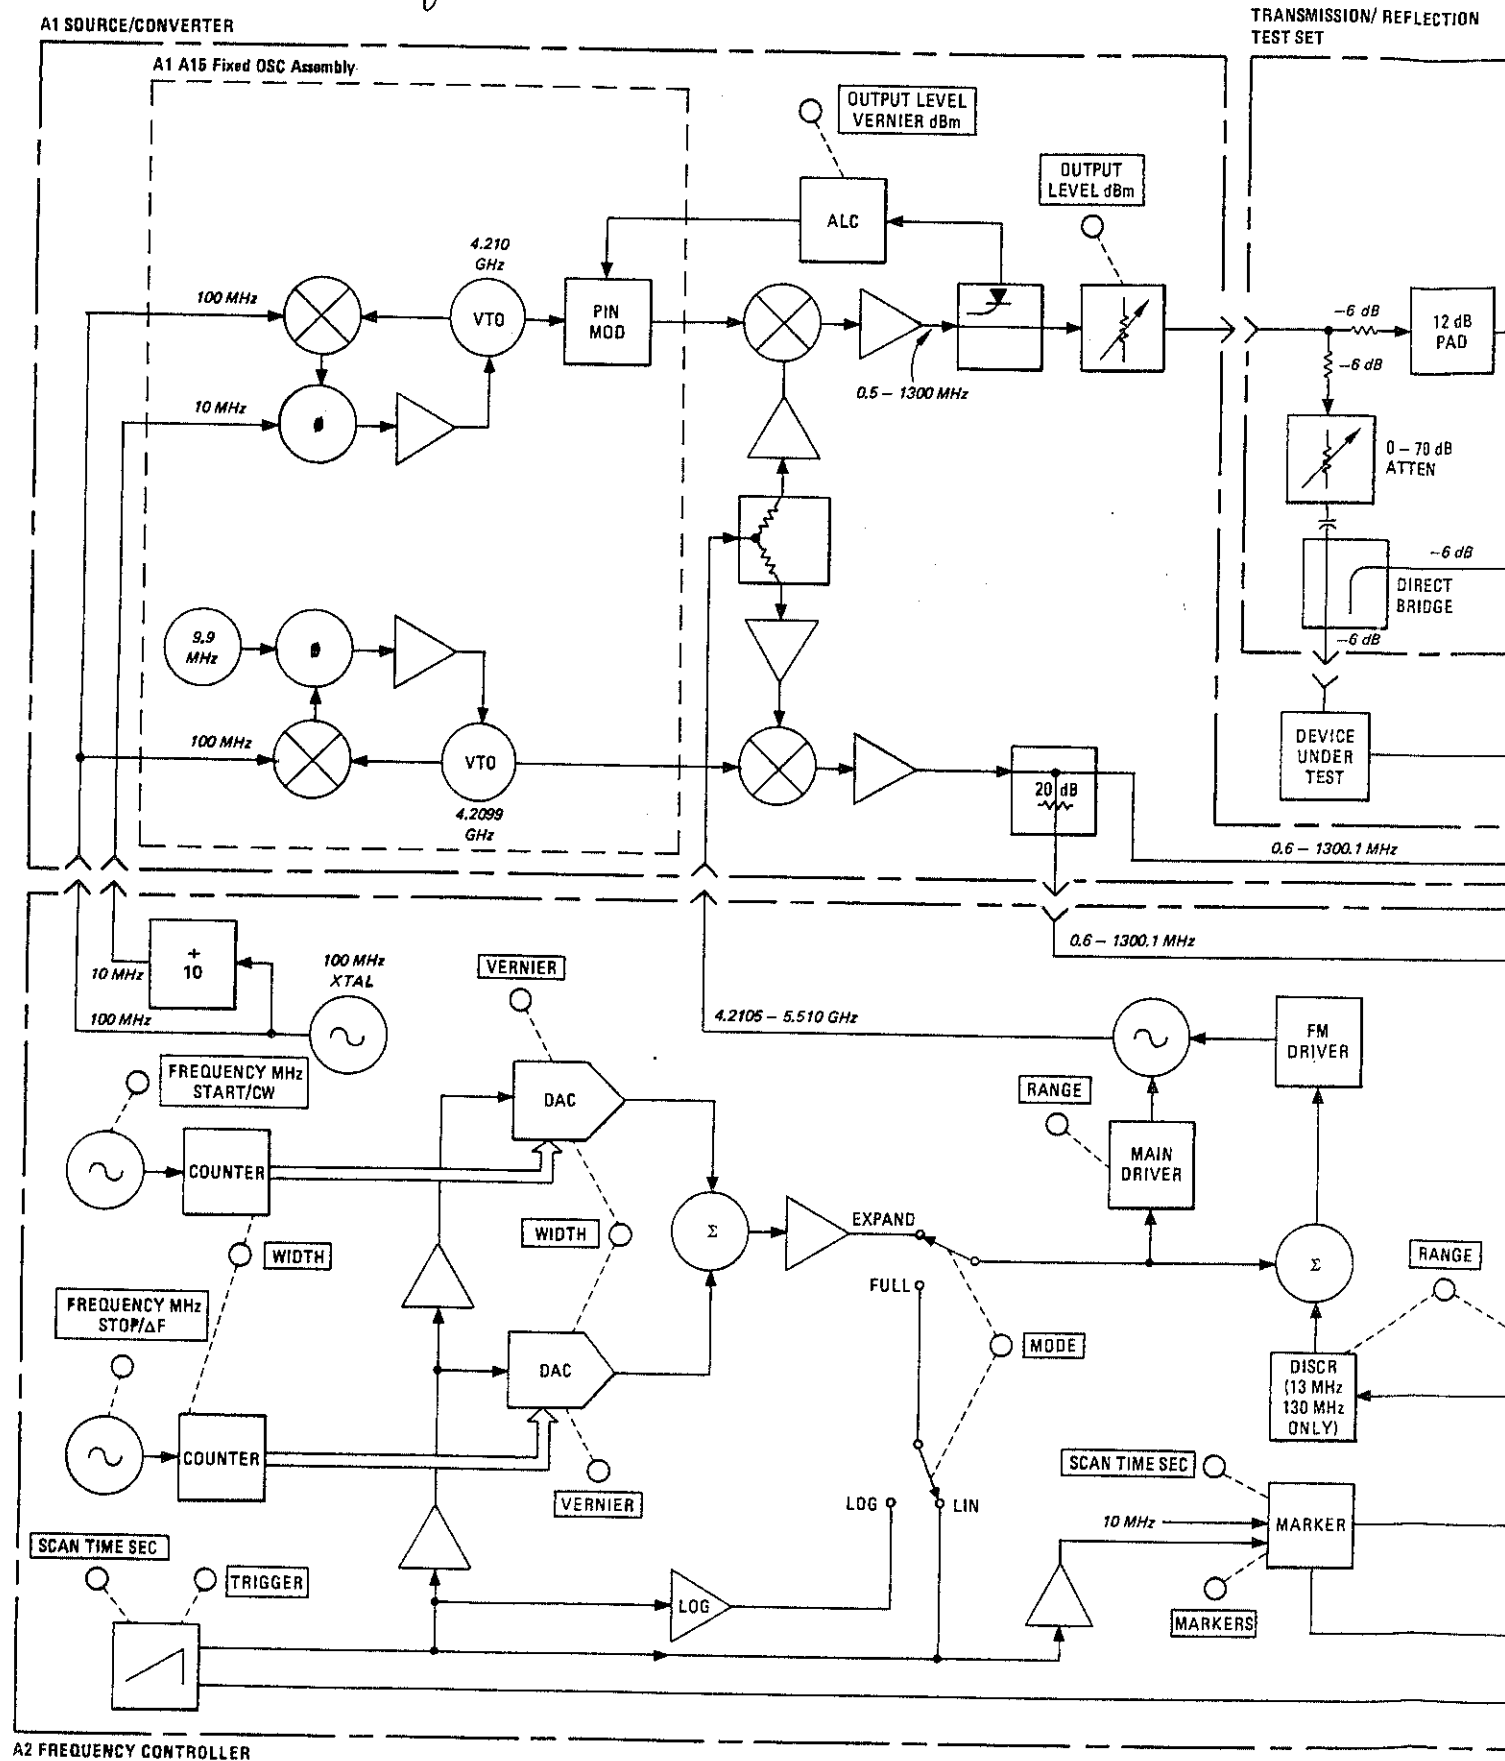 A1 SOURCE/CONVERTER
TRANSMISSION/ REFLECTION
TEST SET
A1 A15 Fixed OSC Assembly
OUTPUT LEVEL
VERNIER dBm
OUTPUT
LEVEL dBm
ALC
4.210
GHz
100 MHz
VTO
PIN
MOD
-6 dB
12 dB
PAD
-6 dB
0.5 – 1300 MHz
10 MHz
ø
0 – 70 dB
ATTEN
-6 dB
DIRECT
BRIDGE
-6 dB
9.9
MHz
ø
100 MHz
VTO
4.2099
GHz
DEVICE
UNDER
TEST
20 dB
0.6 – 1300.1 MHz
÷
10
10 MHz
100 MHz
XTAL
100 MHz
VERNIER
0.6 – 1300.1 MHz
4.2105 – 5.510 GHz
FM
DRIVER
FREQUENCY MHz
START/CW
DAC
RANGE
COUNTER
MAIN
DRIVER
WIDTH
WIDTH
Σ
EXPAND
Σ
RANGE
FREQUENCY MHz
STOP/ΔF
FULL
DAC
MODE
DISCR
(13 MHz
130 MHz
ONLY)
COUNTER
VERNIER
SCAN TIME SEC
LOG
LIN
10 MHz
MARKER
SCAN TIME SEC
TRIGGER
LOG
MARKERS
A2 FREQUENCY CONTROLLER